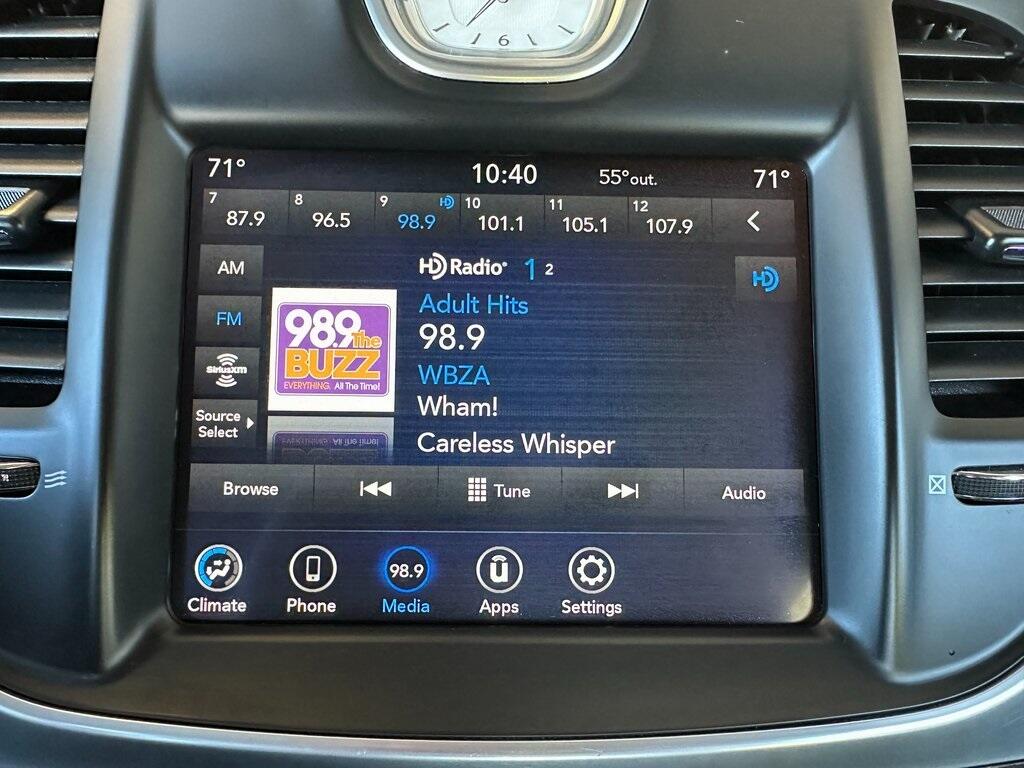 6
71°
10:40
55°out.
71°
7 87.9
8 96.5
9 98.9 HD
10 101.1
11 105.1
12 107.9
AM
HD Radio 1 2
HD
Adult Hits
FM
98.9 The
BUZZ
EVERYTHING. All The Time!
98.9
SiriusXM
WBZA
Wham!
Source
Select
Careless Whisper
Browse
Tune
Audio
98.9
Climate
Phone
Media
Apps
Settings